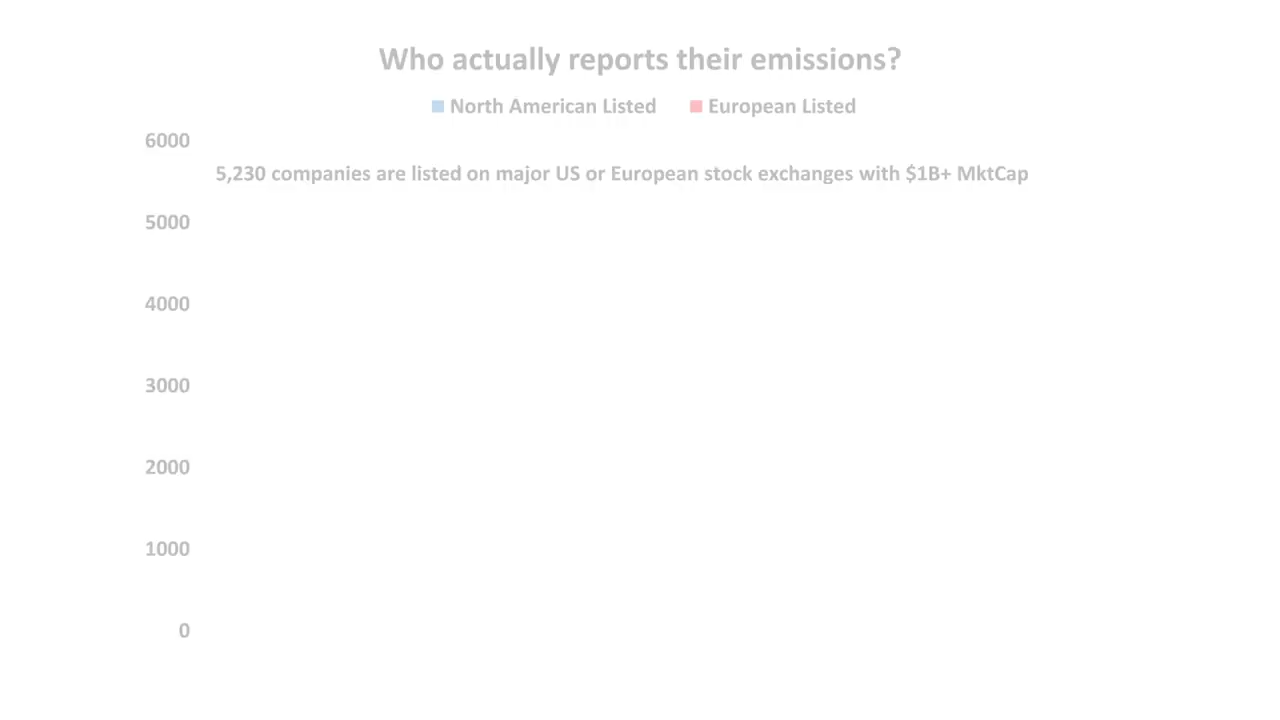 Who actually reports their emissions?
North American Listed European Listed
6000
5,230 companies are listed on major US or European stock exchanges with $1B+ MktCap
5000
4000
3000
2000
1000
0